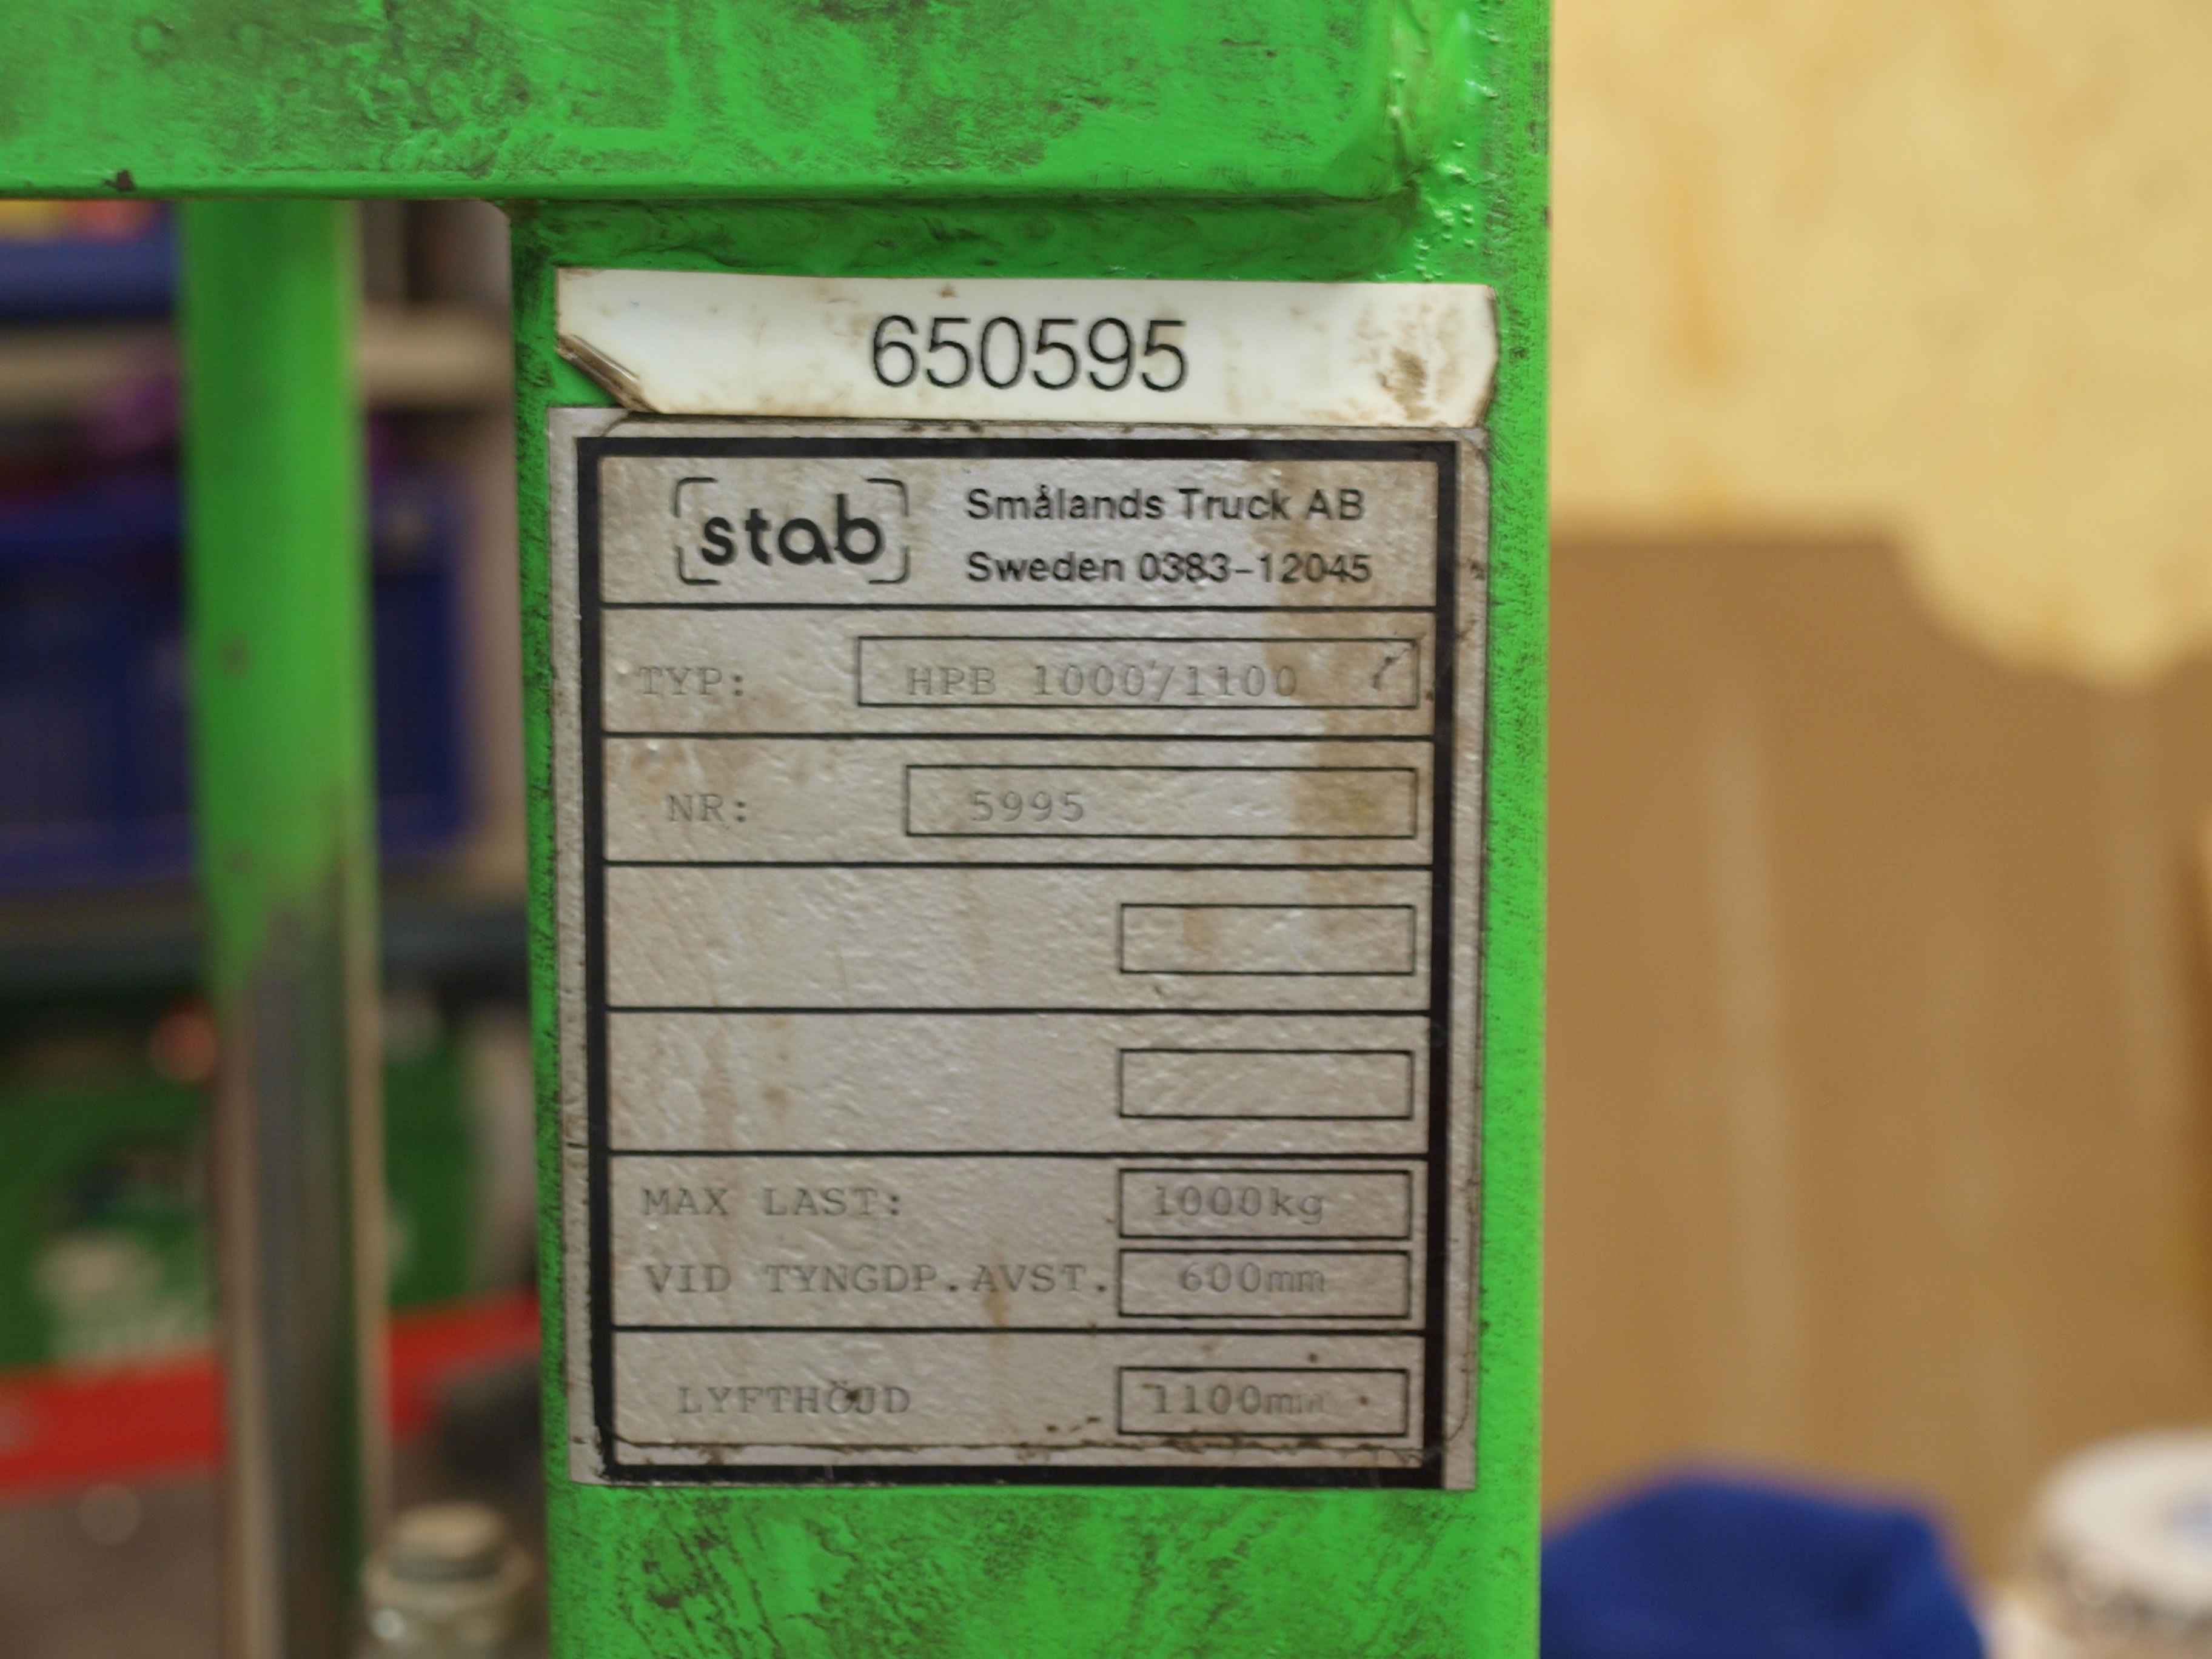 650595
stab
Smålands Truck AB
Sweden 0383-12045
TYP: HPB 1000/1100
NR: 5995
MAX LAST: 1000kg
VID TYNGDP.AVST. 600mm
LYFTHÖJD 1100mm